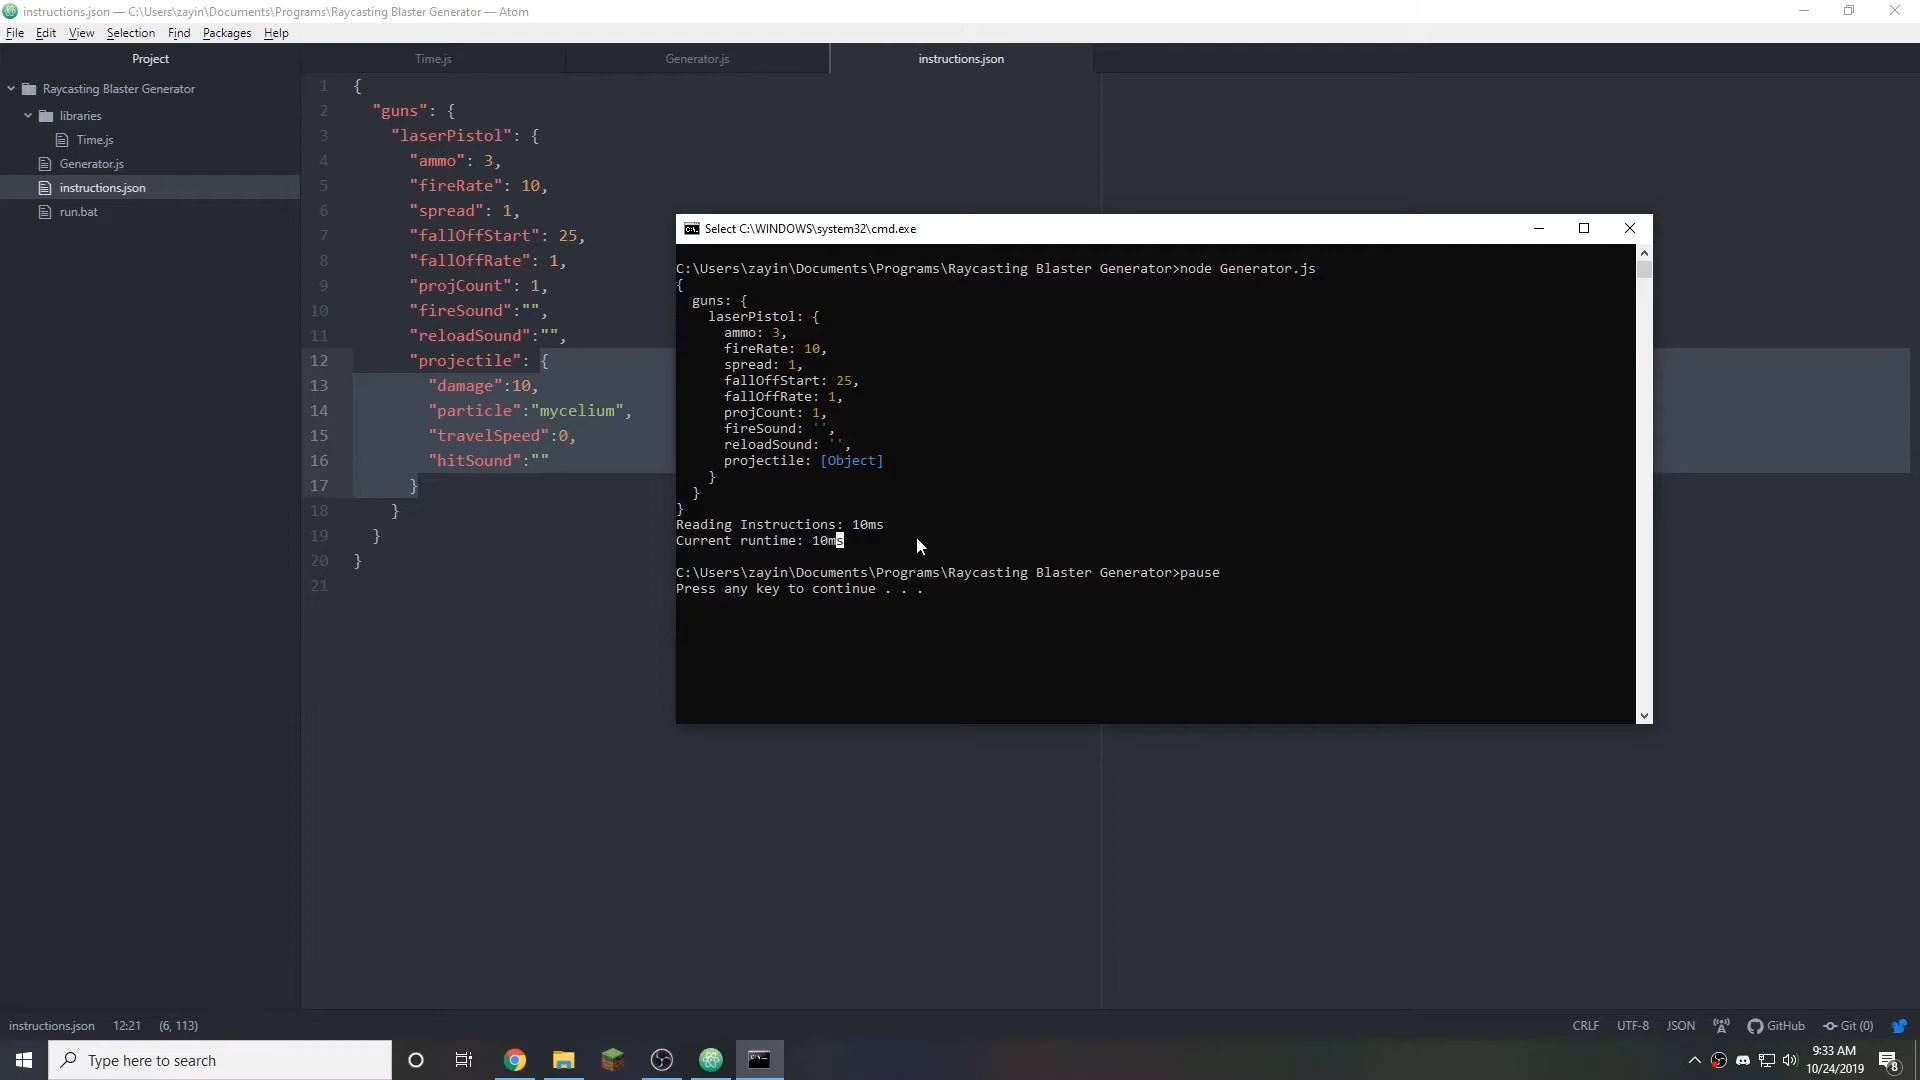 instructions.json — C:\Users\zayin\Documents\Programs\Raycasting Blaster Generator — Atom
File Edit View Selection Find Packages Help
Project
Time.js
Generator.js
instructions.json
Raycasting Blaster Generator
libraries
Time.js
Generator.js
instructions.json
run.bat
1 {
2 "guns": {
3 "laserPistol": {
4 "ammo": 3,
5 "fireRate": 10,
6 "spread": 1,
7 "fallOffStart": 25,
8 "fallOffRate": 1,
9 "projCount": 1,
10 "fireSound":"",
11 "reloadSound":"",
12 "projectile": {
13 "damage":10,
14 "particle":"mycelium",
15 "travelSpeed":0,
16 "hitSound":""
17 }
18 }
19 }
20 }
21
Select C:\WINDOWS\system32\cmd.exe
C:\Users\zayin\Documents\Programs\Raycasting Blaster Generator>node Generator.js
{
guns: {
laserPistol: {
ammo: 3,
fireRate: 10,
spread: 1,
fallOffStart: 25,
fallOffRate: 1,
projCount: 1,
fireSound: '',
reloadSound: '',
projectile: [Object]
}
}
}
Reading Instructions: 10ms
Current runtime: 10ms
C:\Users\zayin\Documents\Programs\Raycasting Blaster Generator>pause
Press any key to continue . . .
instructions.json 12:21 (6, 113)
CRLF UTF-8 JSON GitHub Git (0)
Type here to search
9:33 AM
10/24/2019
8